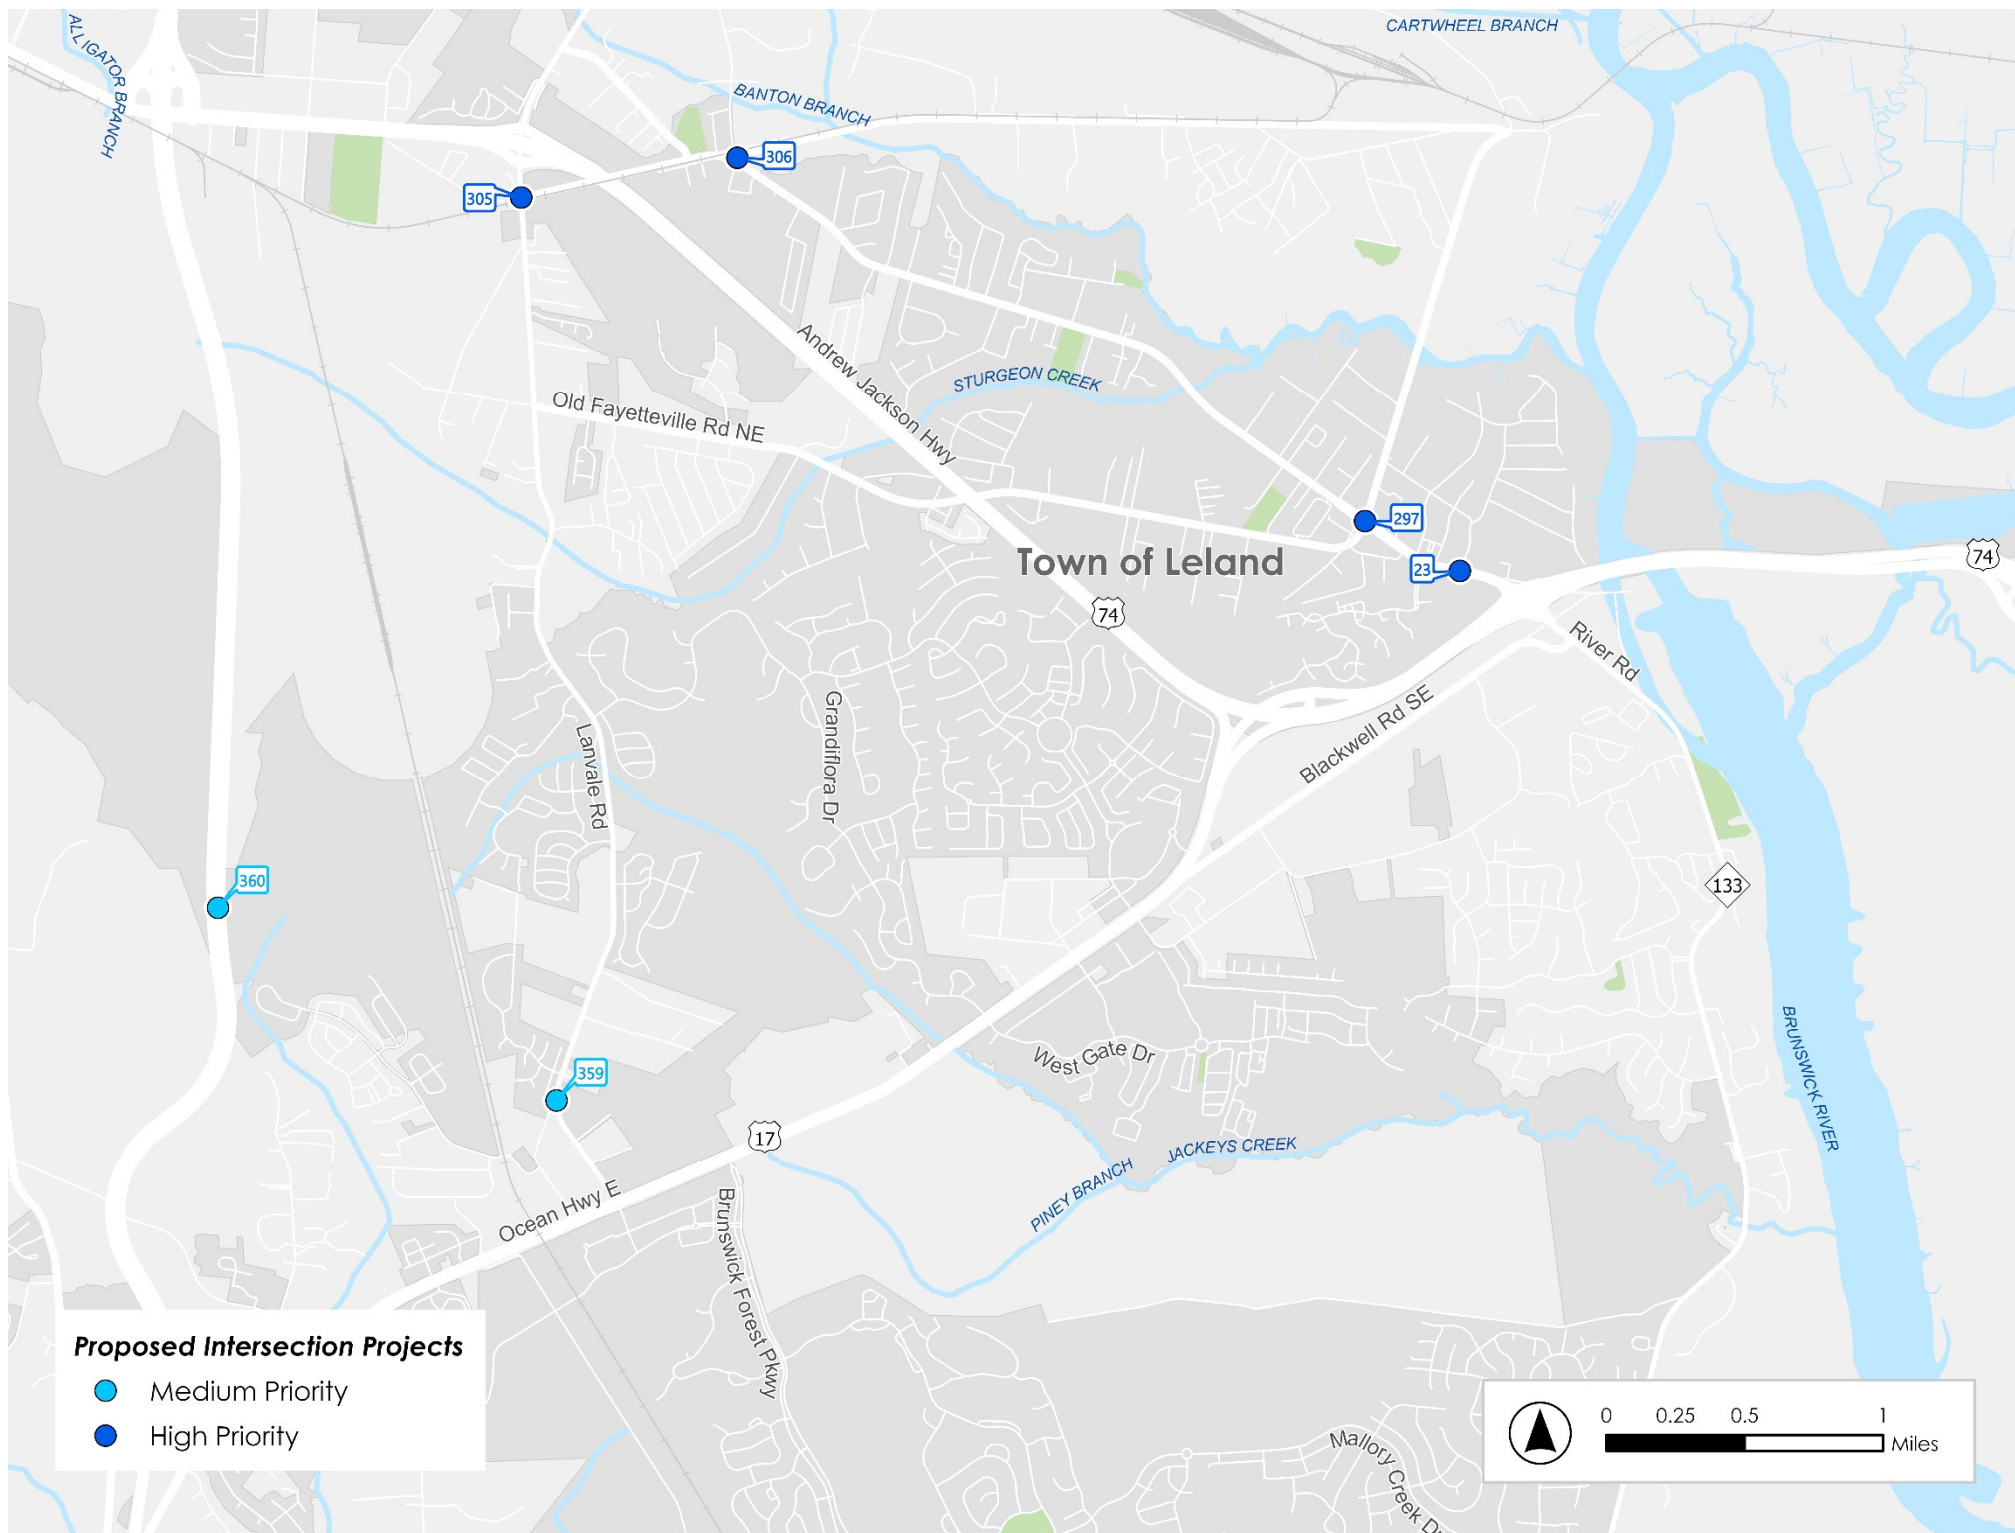 CARTWHEEL BRANCH
ALLIGATOR BRANCH
BANTON BRANCH
306
305
Andrew Jackson Hwy
STURGEON CREEK
Old Fayetteville Rd NE
297
Town of Leland
23
74
74
River Rd
Grandiflora Dr
Lanvale Rd
Blackwell Rd SE
360
133
West Gate Dr
359
BRUNSWICK RIVER
17
JACKEYS CREEK
PINEY BRANCH
Ocean Hwy E
Brunswick Forest Pkwy
Proposed Intersection Projects
Medium Priority
High Priority
0 0.25 0.5 1
Miles